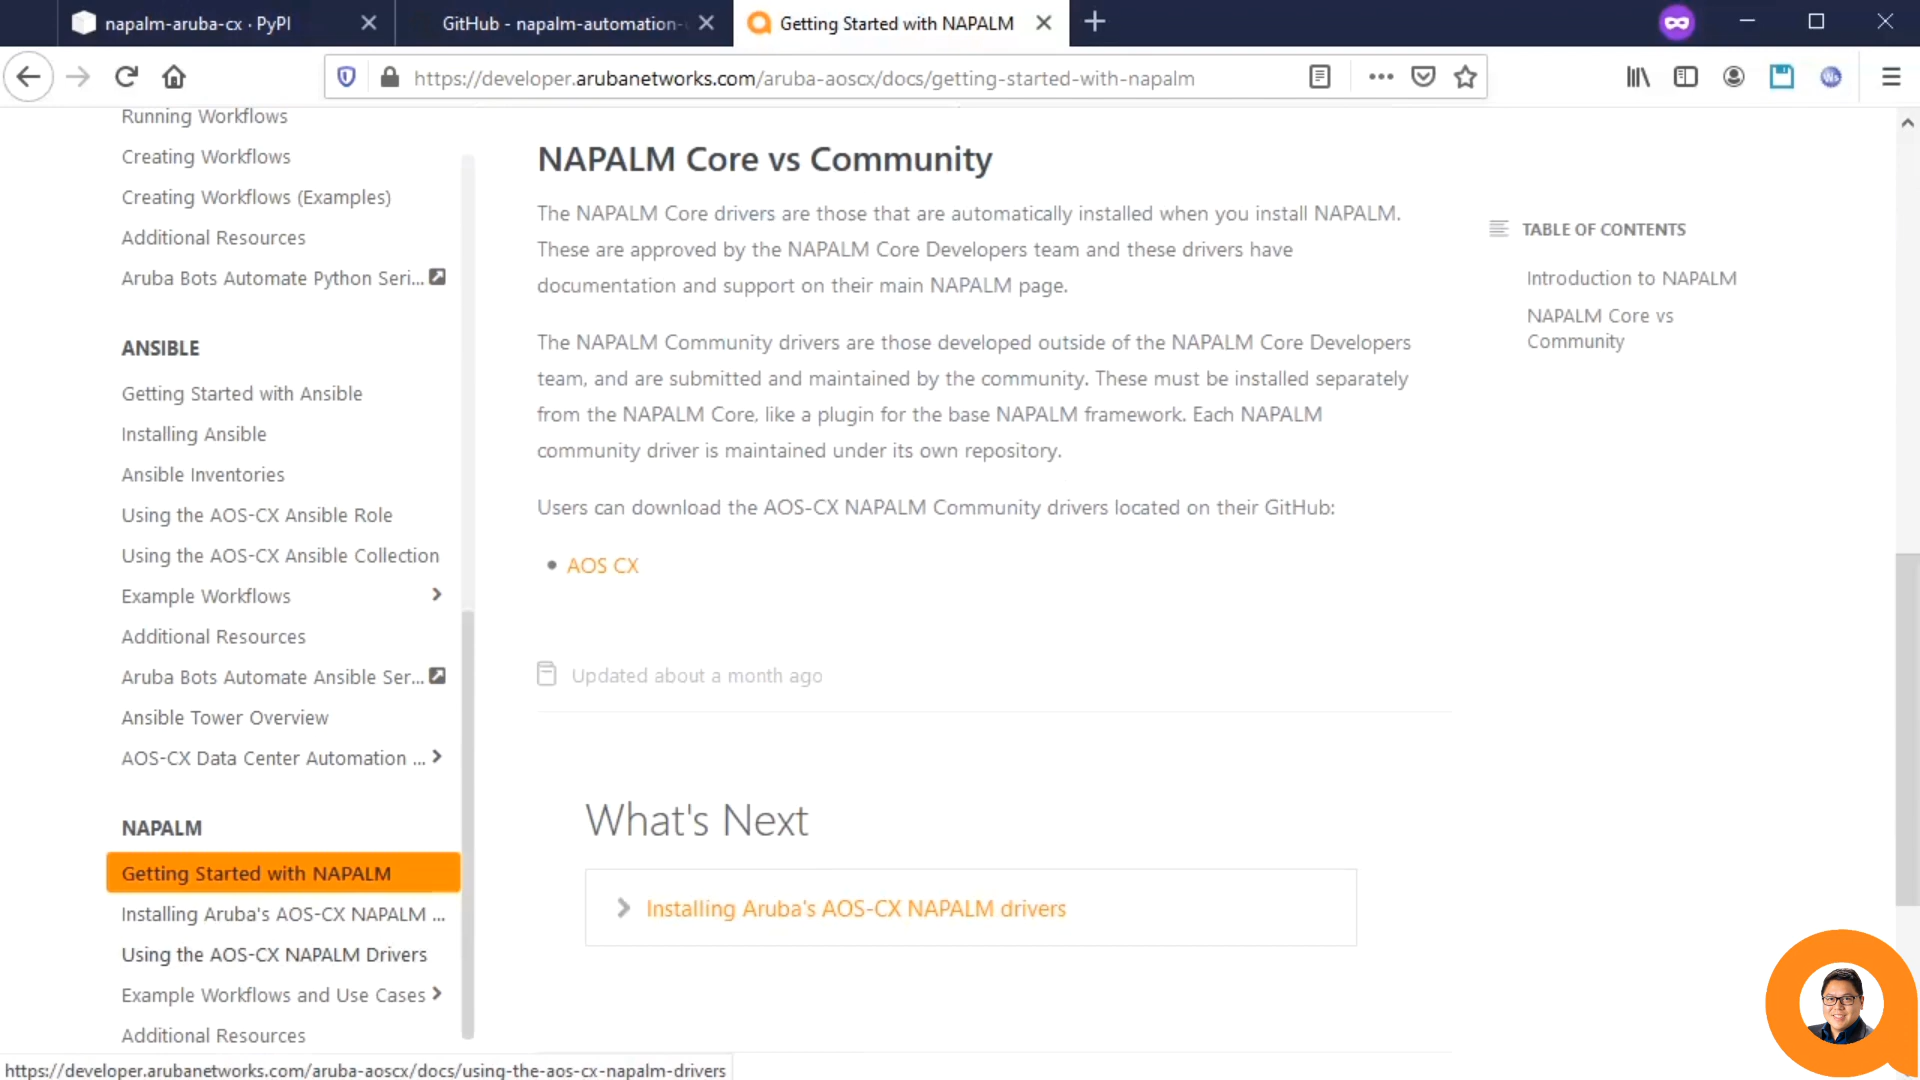 napalm-aruba-cx · PyPI
GitHub - napalm-automation-
Getting Started with NAPALM
https://developer.arubanetworks.com/aruba-aoscx/docs/getting-started-with-napalm
Running Workflows
Creating Workflows
Creating Workflows (Examples)
Additional Resources
Aruba Bots Automate Python Seri...
ANSIBLE
Getting Started with Ansible
Installing Ansible
Ansible Inventories
Using the AOS-CX Ansible Role
Using the AOS-CX Ansible Collection
Example Workflows
Additional Resources
Aruba Bots Automate Ansible Ser...
Ansible Tower Overview
AOS-CX Data Center Automation ...
NAPALM
Getting Started with NAPALM
Installing Aruba's AOS-CX NAPALM ...
Using the AOS-CX NAPALM Drivers
Example Workflows and Use Cases
Additional Resources
NAPALM Core vs Community
The NAPALM Core drivers are those that are automatically installed when you install NAPALM.
These are approved by the NAPALM Core Developers team and these drivers have
documentation and support on their main NAPALM page.
The NAPALM Community drivers are those developed outside of the NAPALM Core Developers
team, and are submitted and maintained by the community. These must be installed separately
from the NAPALM Core, like a plugin for the base NAPALM framework. Each NAPALM
community driver is maintained under its own repository.
Users can download the AOS-CX NAPALM Community drivers located on their GitHub:
• AOS CX
Updated about a month ago
What's Next
Installing Aruba's AOS-CX NAPALM drivers
TABLE OF CONTENTS
Introduction to NAPALM
NAPALM Core vs
Community
https://developer.arubanetworks.com/aruba-aoscx/docs/using-the-aos-cx-napalm-drivers